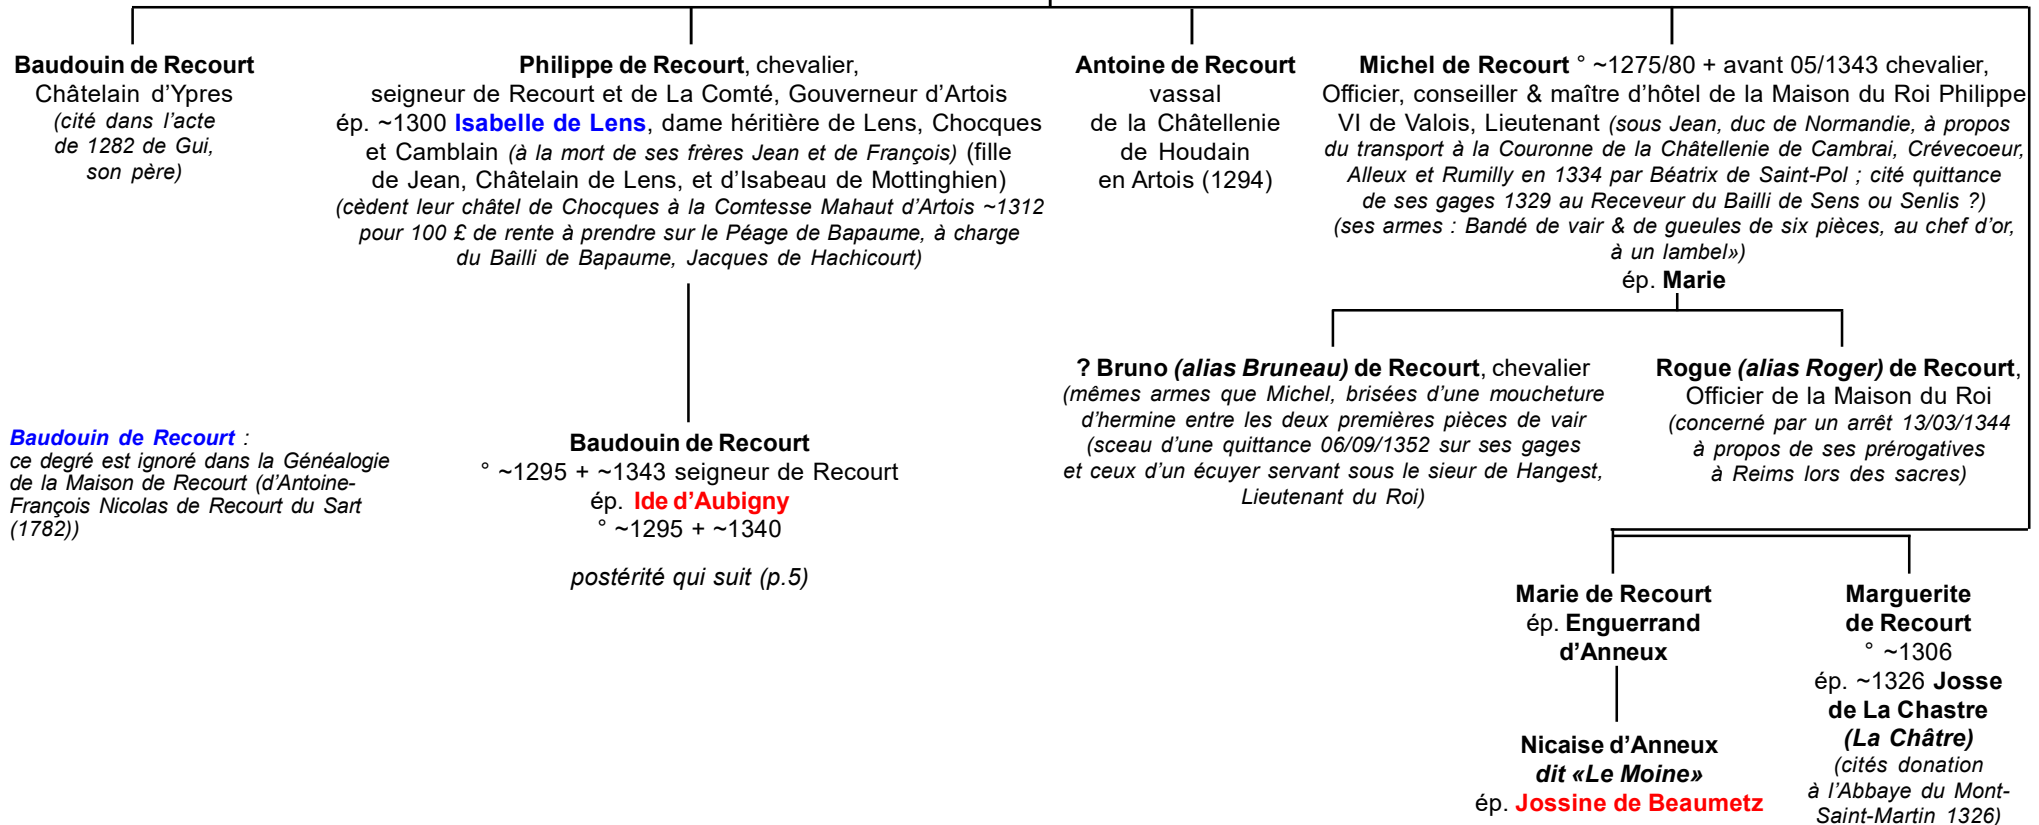 Baudouin de Recourt
Châtelain d’Ypres
(cité dans l’acte
de 1282 de Gui,
son père)
Philippe de Recourt, chevalier,
seigneur de Recourt et de La Comté, Gouverneur d’Artois
ép. ~1300 Isabelle de Lens, dame héritière de Lens, Chocques
et Camblain (à la mort de ses frères Jean et de François) (fille
de Jean, Châtelain de Lens, et d’Isabeau de Mottinghien)
(cèdent leur châtel de Chocques à la Comtesse Mahaut d’Artois ~1312
pour 100 £ de rente à prendre sur le Péage de Bapaume, à charge
du Bailli de Bapaume, Jacques de Hachicourt)
Antoine de Recourt
vassal
de la Châtellenie
de Houdain
en Artois (1294)
Michel de Recourt ° ~1275/80 + avant 05/1343 chevalier,
Officier, conseiller & maître d’hôtel de la Maison du Roi Philippe
VI de Valois, Lieutenant (sous Jean, duc de Normandie, à propos
du transport à la Couronne de la Châtellenie de Cambrai, Crévecoeur,
Alleux et Rumilly en 1334 par Béatrix de Saint-Pol ; cité quittance
de ses gages 1329 au Receveur du Bailli de Sens ou Senlis ?)
(ses armes : Bandé de vair & de gueules de six pièces, au chef d’or,
à un lambel»)
ép. Marie
? Bruno (alias Bruneau) de Recourt, chevalier
(mêmes armes que Michel, brisées d’une moucheture
d’hermine entre les deux premières pièces de vair
(sceau d’une quittance 06/09/1352 sur ses gages
et ceux d’un écuyer servant sous le sieur de Hangest,
Lieutenant du Roi)
Rogue (alias Roger) de Recourt,
Officier de la Maison du Roi
(concerné par un arrêt 13/03/1344
à propos de ses prérogatives
à Reims lors des sacres)
Baudouin de Recourt :
ce degré est ignoré dans la Généalogie
de la Maison de Recourt (d’Antoine-
François Nicolas de Recourt du Sart
(1782))
Baudouin de Recourt
° ~1295 + ~1343 seigneur de Recourt
ép. Ide d’Aubigny
° ~1295 + ~1340
postérité qui suit (p.5)
Marie de Recourt
ép. Enguerrand
d’Anneux
Nicaise d’Anneux
dit «Le Moine»
ép. Jossine de Beaumetz
Marguerite
de Recourt
° ~1306
ép. ~1326 Josse
de La Chastre
(La Châtre)
(cités donation
à l’Abbaye du Mont-
Saint-Martin 1326)